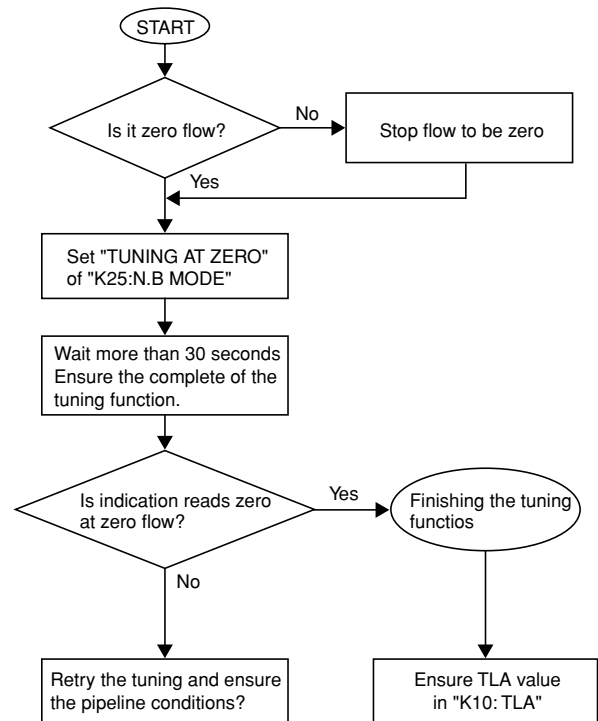 START
Is it zero flow?
No
Stop flow to be zero
Yes
Set "TUNING AT ZERO"
of "K25:N.B MODE"
Wait more than 30 seconds
Ensure the complete of the
tuning function.
Is indication reads zero
at zero flow?
Yes
Finishing the tuning
functios
No
Retry the tuning and ensure
the pipeline conditions?
Ensure TLA value
in "K10: TLA"